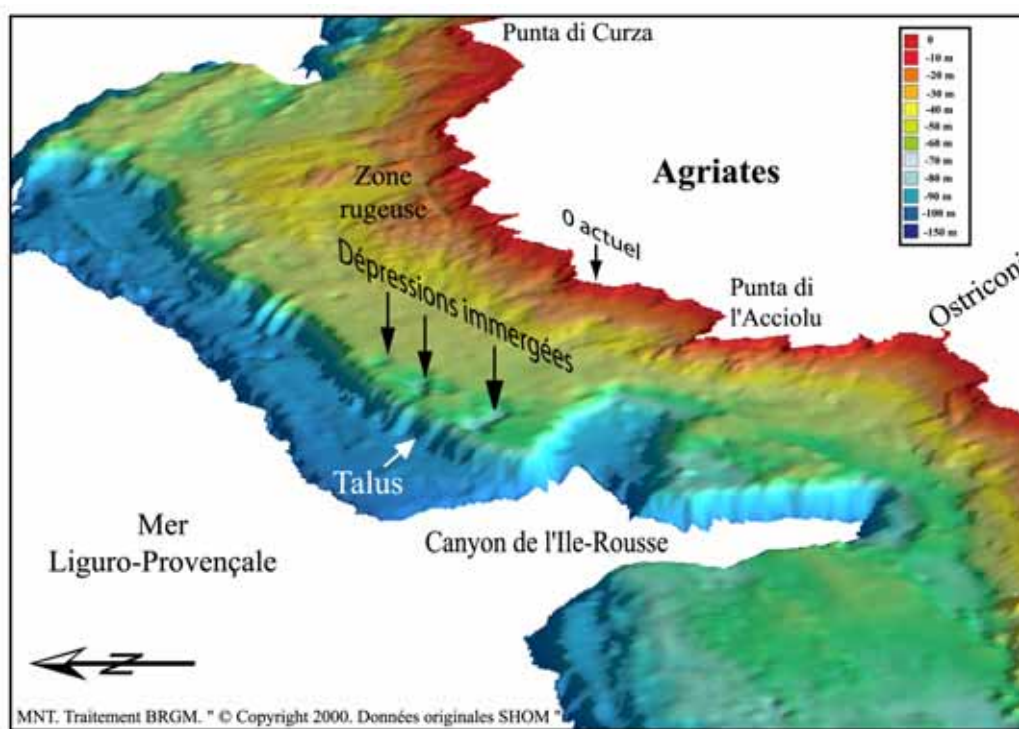 Punta di Curza
0
-10 m
-20 m
-30 m
-40 m
-50 m
-60 m
-70 m
-80 m
-90 m
-100 m
-150 m
Agriates
Zone
rugeuse
0 actuel
Dépressions immergées
Punta di
l'Acciolu
Ostriconi
Talus
Mer
Liguro-Provençale
Canyon de l'Ile-Rousse
N
MNT. Traitement BRGM. " © Copyright 2000. Données originales SHOM "